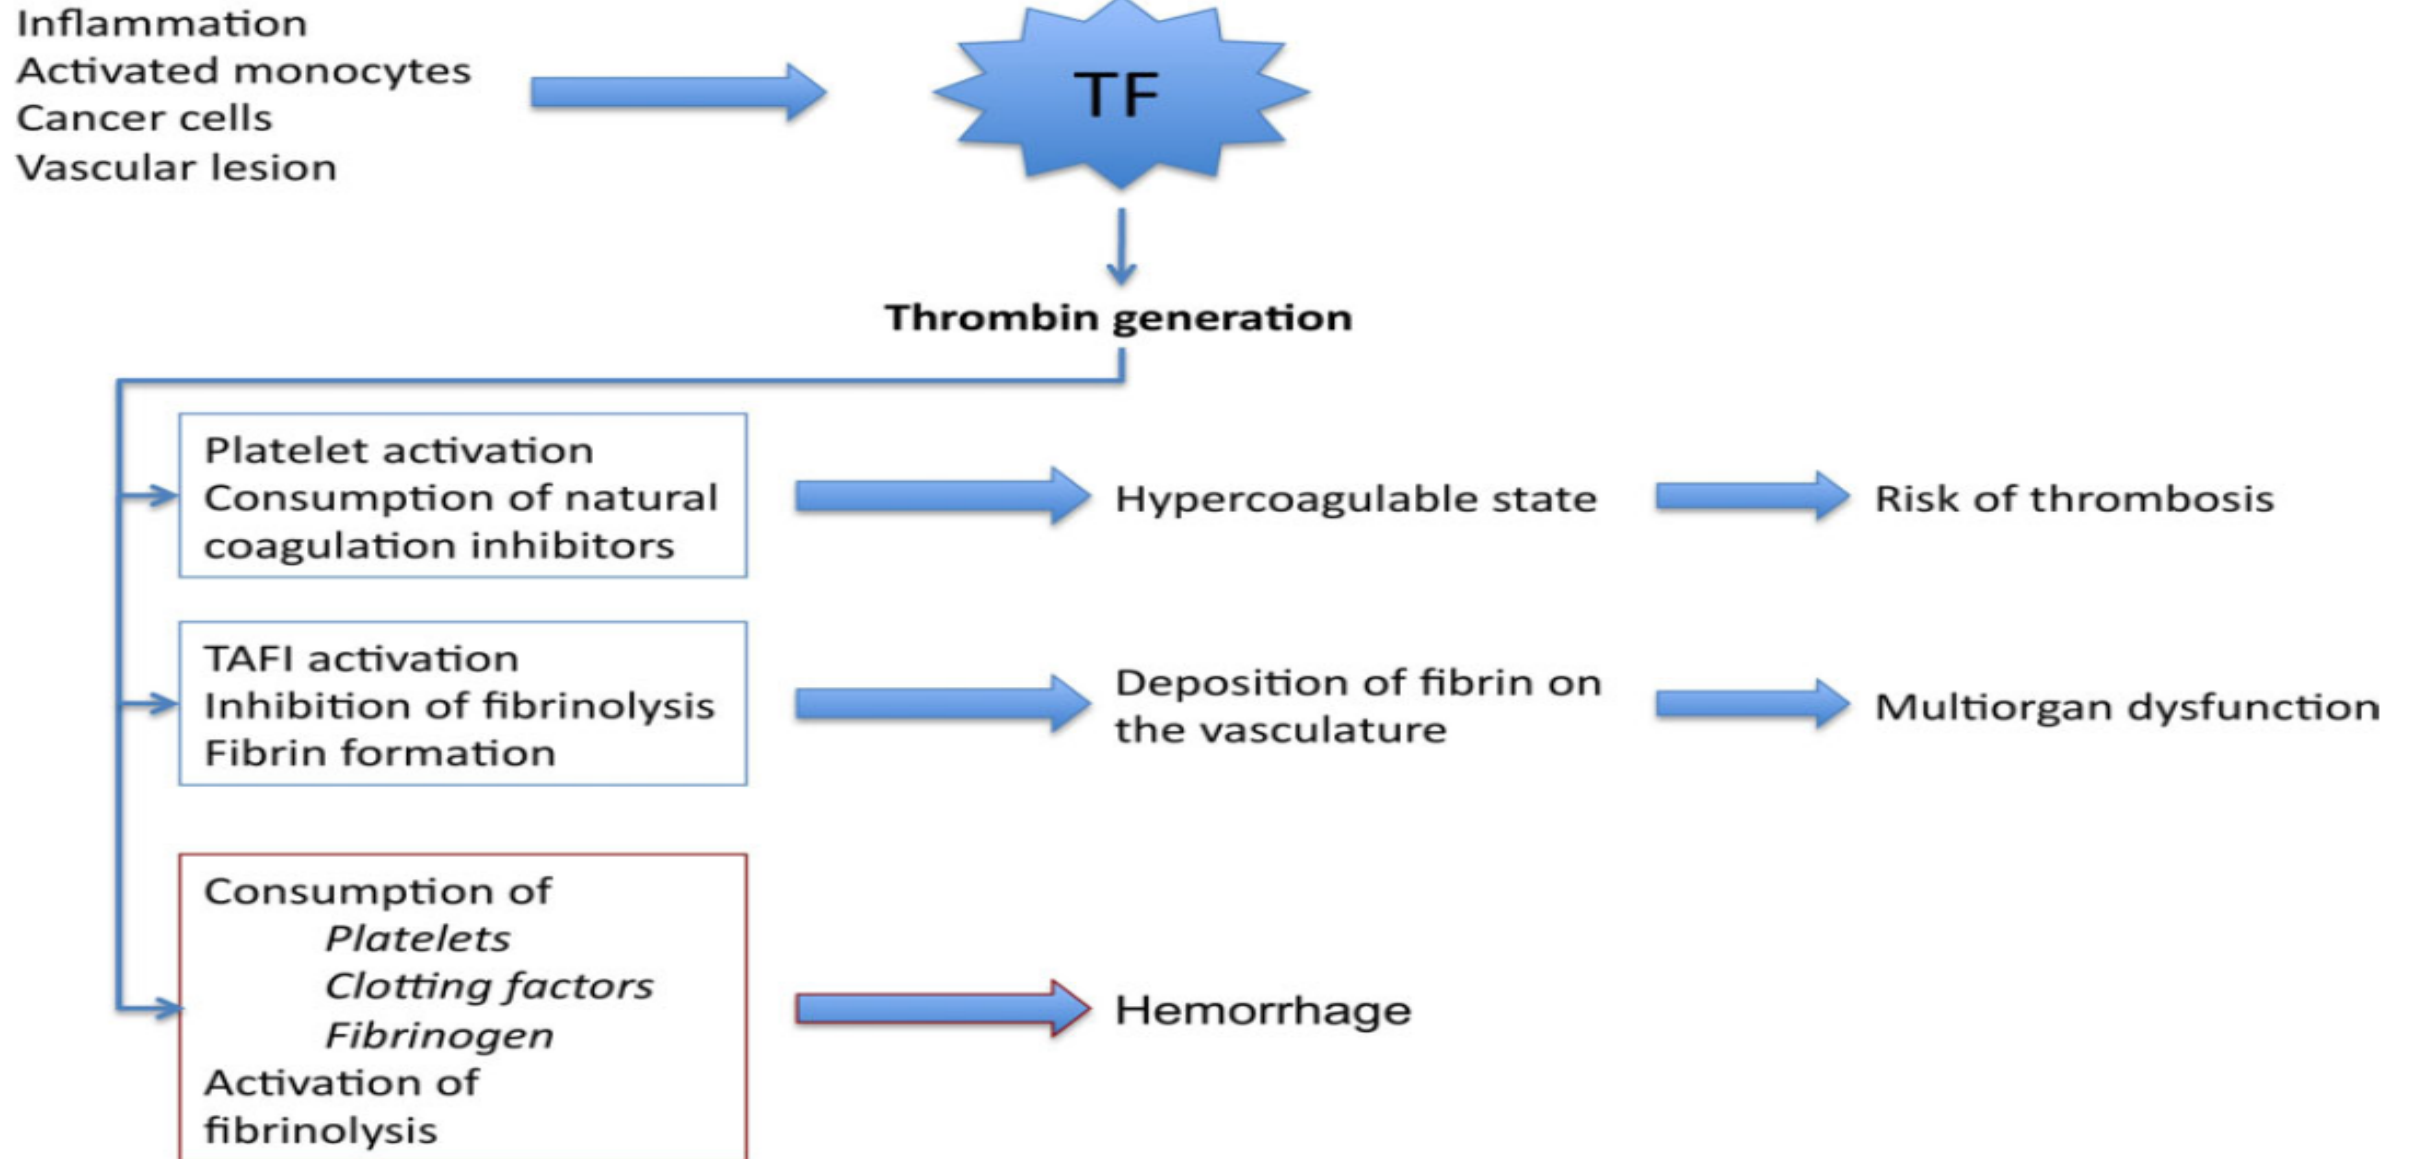 Inflammation
Activated monocytes
Cancer cells
Vascular lesion
TF
Thrombin generation
Platelet activation
Consumption of natural
coagulation inhibitors
Hypercoagulable state
Risk of thrombosis
TAFI activation
Inhibition of fibrinolysis
Fibrin formation
Deposition of fibrin on
the vasculature
Multiorgan dysfunction
Consumption of
Platelets
Clotting factors
Fibrinogen
Activation of
fibrinolysis
Hemorrhage